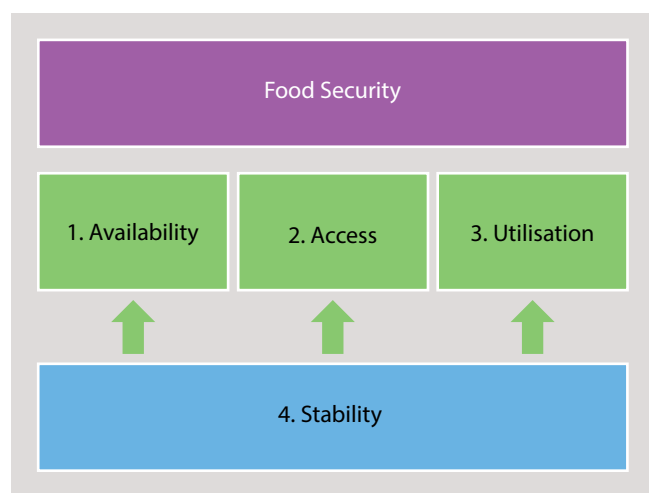 Food Security
1. Availability
2. Access
3. Utilisation
4. Stability